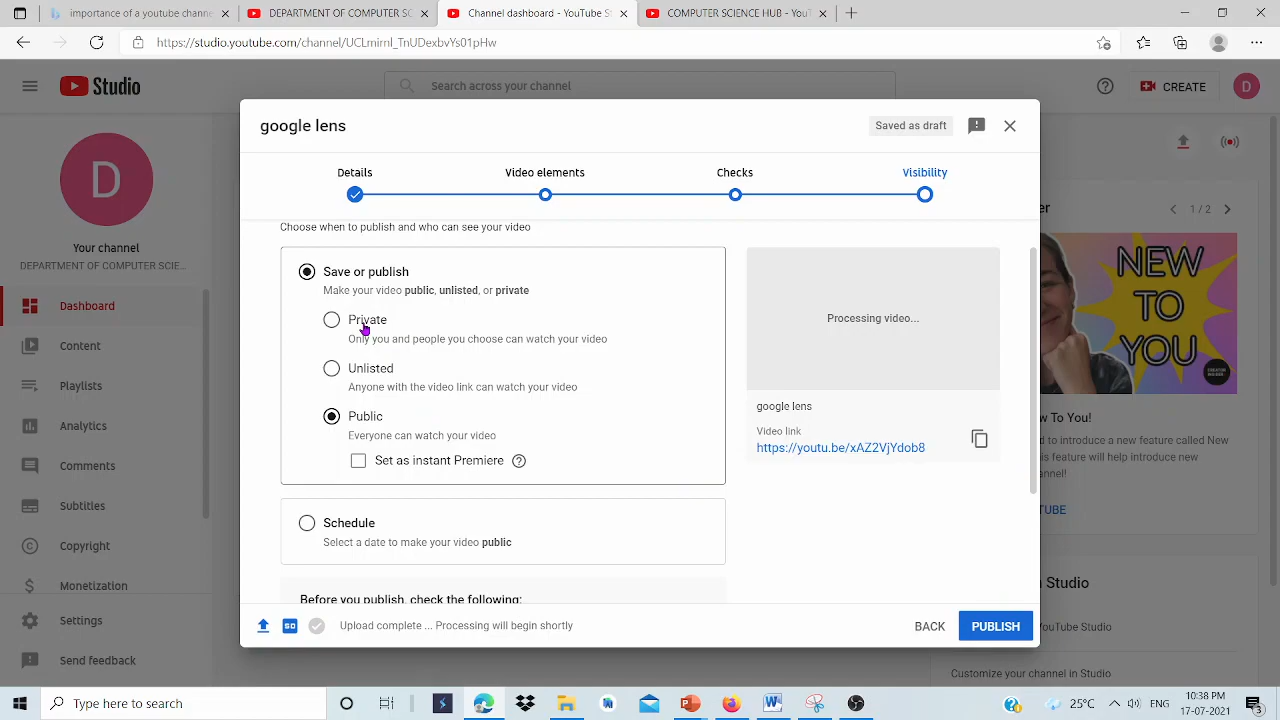 importance of youtube channel
DEPARTMENT OF COMPUTER SC
Channel dashboard - YouTube St
COMPUTER SCIENCE HUB - YouT
https://studio.youtube.com/channel/UCLmirnl_TnUDexbvYs01pHw
Studio
Search across your channel
CREATE
D
google lens
Saved as draft
Details
Video elements
Checks
Visibility
D
Your channel
DEPARTMENT OF COMPUTER SCIE...
Dashboard
Content
Playlists
Analytics
Comments
Subtitles
Copyright
Monetization
Settings
Send feedback
Choose when to publish and who can see your video
Save or publish
Make your video public, unlisted, or private
Private
Only you and people you choose can watch your video
Unlisted
Anyone with the video link can watch your video
Public
Everyone can watch your video
Set as instant Premiere
Schedule
Select a date to make your video public
Before you publish, check the following:
Processing video...
google lens
Video link
https://youtu.be/xAZ2VjYdob8
SD
Upload complete ... Processing will begin shortly
BACK
PUBLISH
1 / 2
NEW
TO
YOU
w To You!
d to introduce a new feature called New
this feature will help introduce new
UBE
n Studio
YouTube Studio
Customize your channel in Studio
Type here to search
25°C
ENG
10:38 PM
17-07-2021
3